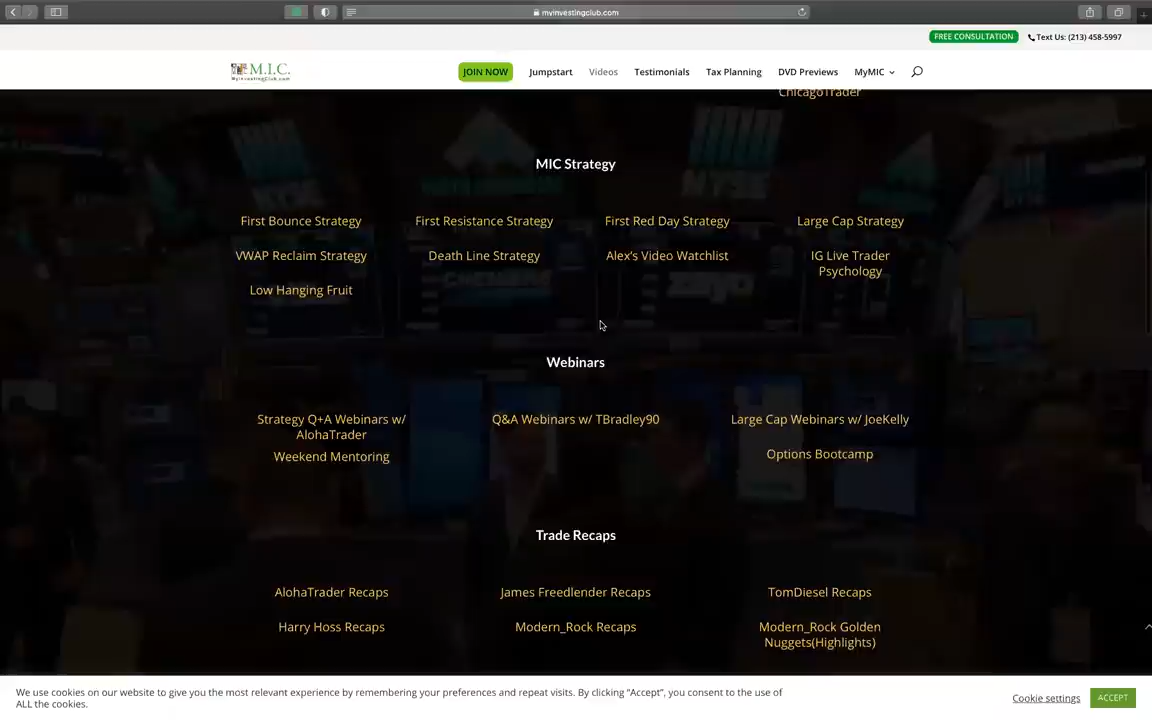 myinvestingclub.com
FREE CONSULTATION
Text Us: (213) 458-5997
M.I.C.
MyInvestingClub.com
JOIN NOW
Jumpstart
Videos
Testimonials
Tax Planning
DVD Previews
MyMIC
ChicagoTrader
MIC Strategy
First Bounce Strategy
First Resistance Strategy
First Red Day Strategy
Large Cap Strategy
VWAP Reclaim Strategy
Death Line Strategy
Alex's Video Watchlist
IG Live Trader
Psychology
Low Hanging Fruit
Webinars
Strategy Q+A Webinars w/
AlohaTrader
Q&A Webinars w/ TBradley90
Large Cap Webinars w/ JoeKelly
Weekend Mentoring
Options Bootcamp
Trade Recaps
AlohaTrader Recaps
James Freedlender Recaps
TomDiesel Recaps
Harry Hoss Recaps
Modern_Rock Recaps
Modern_Rock Golden
Nuggets(Highlights)
We use cookies on our website to give you the most relevant experience by remembering your preferences and repeat visits. By clicking "Accept", you consent to the use of
ALL the cookies.
Cookie settings
ACCEPT